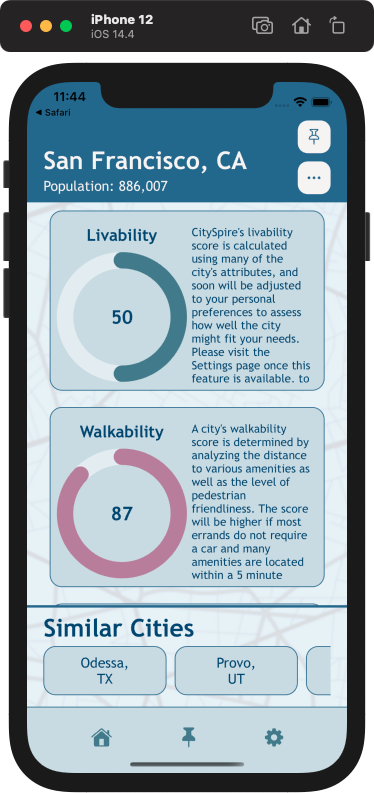 iPhone 12
iOS 14.4
11:44
Safari
San Francisco, CA
Population: 886,007
Livability
50
CitySpire's livability
score is calculated
using many of the
city's attributes, and
soon will be adjusted
to your personal
preferences to assess
how well the city
might fit your needs.
Please visit the
Settings page once this
feature is available. to
Walkability
87
A city's walkability
score is determined by
analyzing the distance
to various amenities as
well as the level of
pedestrian
friendliness. The score
will be higher if most
errands do not require
a car and many
amenities are located
within a 5 minute
Similar Cities
Odessa,
TX
Provo,
UT